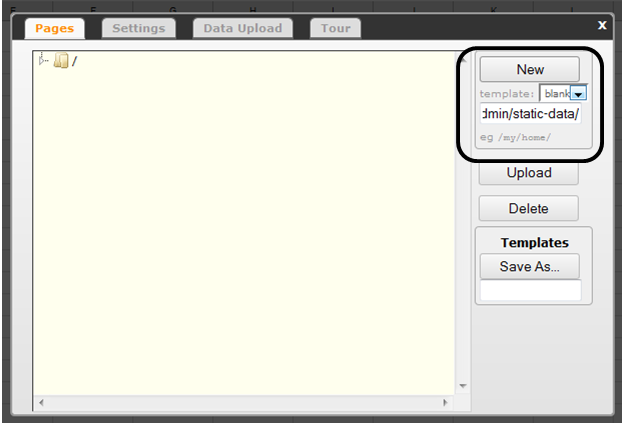 Pages Settings Data Upload Tour x
/
New
template: blank
dmin/static-data/
eg /my/home/
Upload
Delete
Templates
Save As...